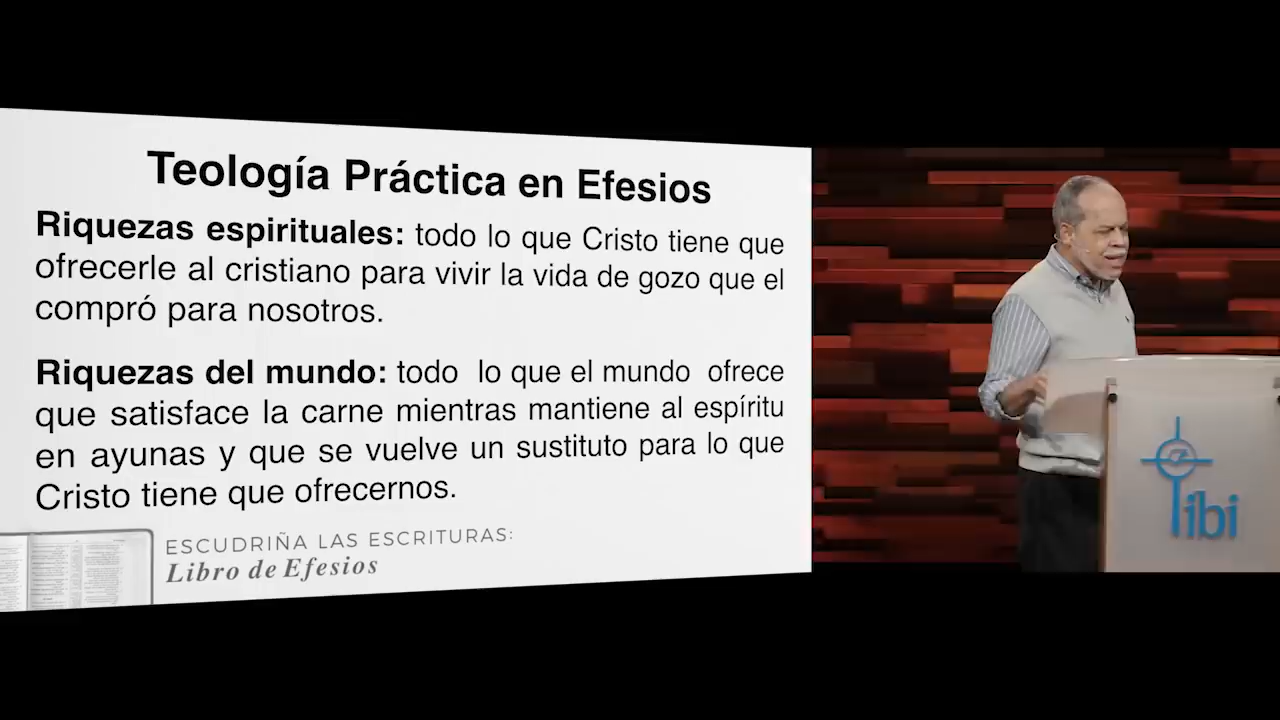 Teología Práctica en Efesios
Riquezas espirituales: todo lo que Cristo tiene que
ofrecerle al cristiano para vivir la vida de gozo que el
compró para nosotros.
Riquezas del mundo: todo lo que el mundo ofrece
que satisface la carne mientras mantiene al espíritu
en ayunas y que se vuelve un sustituto para lo que
Cristo tiene que ofrecernos.
ESCUDRIÑA LAS ESCRITURAS:
Libro de Efesios
ibi